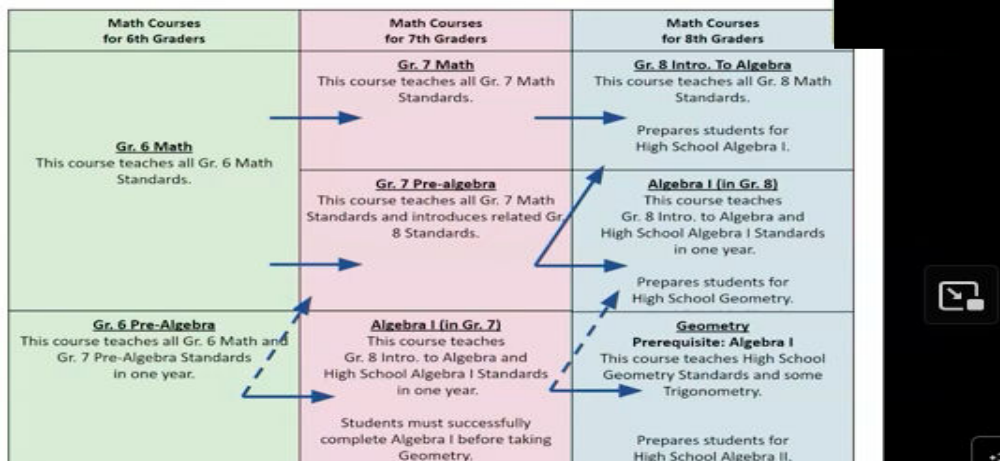 Math Courses
for 6th Graders
Math Courses
for 7th Graders
Math Courses
for 8th Graders
Gr. 6 Math
This course teaches all Gr. 6 Math
Standards.
Gr. 7 Math
This course teaches all Gr. 7 Math
Standards.
Gr. 8 Intro. To Algebra
This course teaches all Gr. 8 Math
Standards.
Prepares students for
High School Algebra I.
Gr. 7 Pre-algebra
This course teaches all Gr. 7 Math
Standards and introduces related Gr.
8 Standards.
Algebra I (in Gr. 8)
This course teaches
Gr. 8 Intro. to Algebra and
High School Algebra I Standards
in one year.
Prepares students for
High School Geometry.
Gr. 6 Pre-Algebra
This course teaches all Gr. 6 Math and
Gr. 7 Pre-Algebra Standards
in one year.
Algebra I (in Gr. 7)
This course teaches
Gr. 8 Intro. to Algebra and
High School Algebra I Standards
in one year.
Students must successfully
complete Algebra I before taking
Geometry.
Geometry
Prerequisite: Algebra I
This course teaches High School
Geometry Standards and some
Trigonometry.
Prepares students for
High School Algebra II.